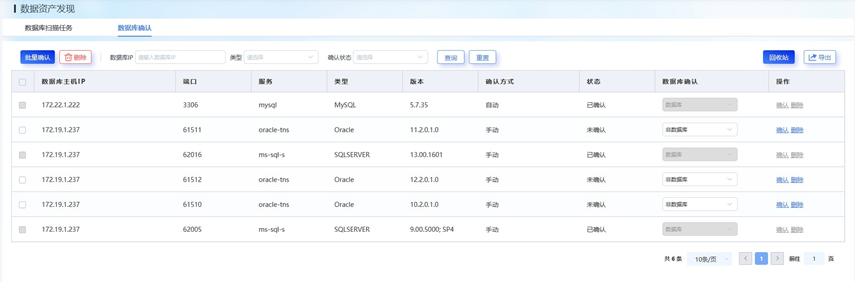 数据资产发现
数据库扫描任务 数据库确认
批量确认 删除 数据库IP 请输入数据库IP 类型 请选择 确认状态 请选择 查询 重置 回收站 导出
数据库主机IP 端口 服务 类型 版本 确认方式 状态 数据库确认 操作
172.22.1.222 3306 mysql MySQL 5.7.35 自动 已确认 数据库 确认 删除
172.19.1.237 61511 oracle-tns Oracle 11.2.0.1.0 手动 未确认 非数据库 确认 删除
172.19.1.237 62016 ms-sql-s SQLSERVER 13.00.1601 手动 已确认 数据库 确认 删除
172.19.1.237 61512 oracle-tns Oracle 12.2.0.1.0 手动 未确认 非数据库 确认 删除
172.19.1.237 61510 oracle-tns Oracle 10.2.0.1.0 手动 未确认 非数据库 确认 删除
172.19.1.237 62005 ms-sql-s SQLSERVER 9.00.5000; SP4 手动 已确认 数据库 确认 删除
共 6 条 10条/页 1 前往 1 页